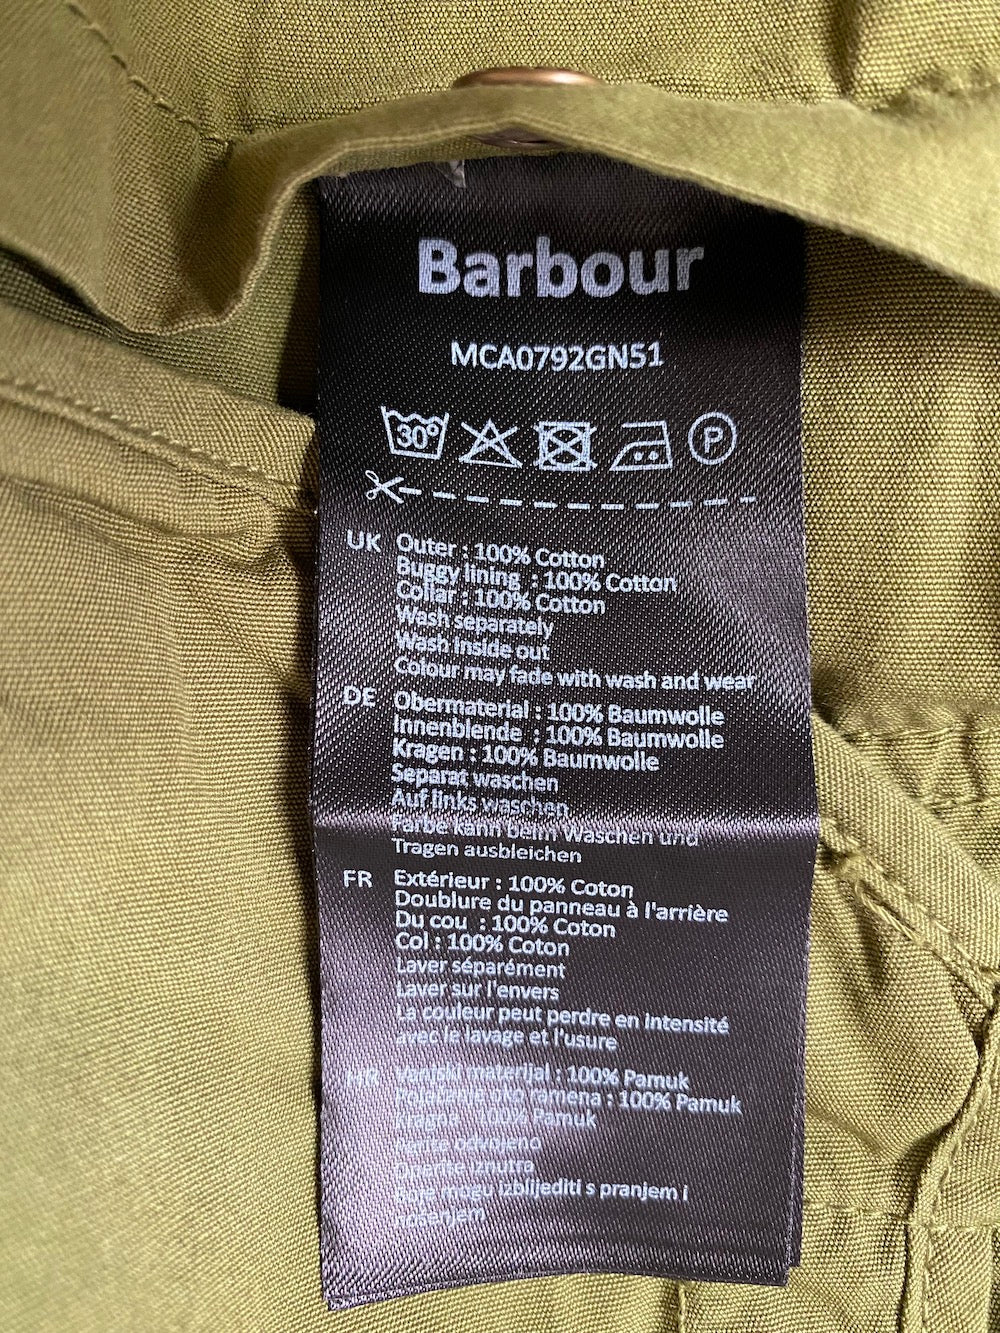 Barbour
MCA0792GN51
30°
P
UK Outer : 100% Cotton
Buggy lining : 100% Cotton
Collar : 100% Cotton
Wash separately
Wash inside out
Colour may fade with wash and wear
DE Obermaterial : 100% Baumwolle
Innenblende : 100% Baumwolle
Kragen : 100% Baumwolle
Separat waschen
Auf links waschen
Farbe kann beim Waschen und
Tragen ausbleichen
FR Extérieur : 100% Coton
Doublure du panneau à l'arrière
Du cou : 100% Coton
Col : 100% Coton
Laver séparément
Laver sur l'envers
La couleur peut perdre en intensité
avec le lavage et l'usure
HR Vanjski materijal : 100% Pamuk
oko ramena : 100% Pamuk
Kragna : 100% Pamuk
Perite odvojeno
iznutra
Boje mogu izblijediti s pranjem i
nošenjem